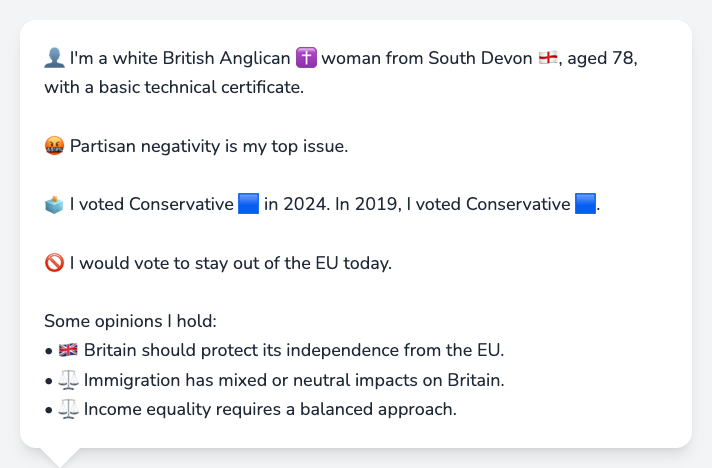 👤 I'm a white British Anglican ✝️ woman from South Devon 🏴󠁧󠁢󠁥󠁮󠁧󠁿, aged 78,
with a basic technical certificate.
🤬 Partisan negativity is my top issue.
🗳️ I voted Conservative 🟦 in 2024. In 2019, I voted Conservative 🟦.
🚫 I would vote to stay out of the EU today.
Some opinions I hold:
• 🇬🇧 Britain should protect its independence from the EU.
• ⚖️ Immigration has mixed or neutral impacts on Britain.
• ⚖️ Income equality requires a balanced approach.